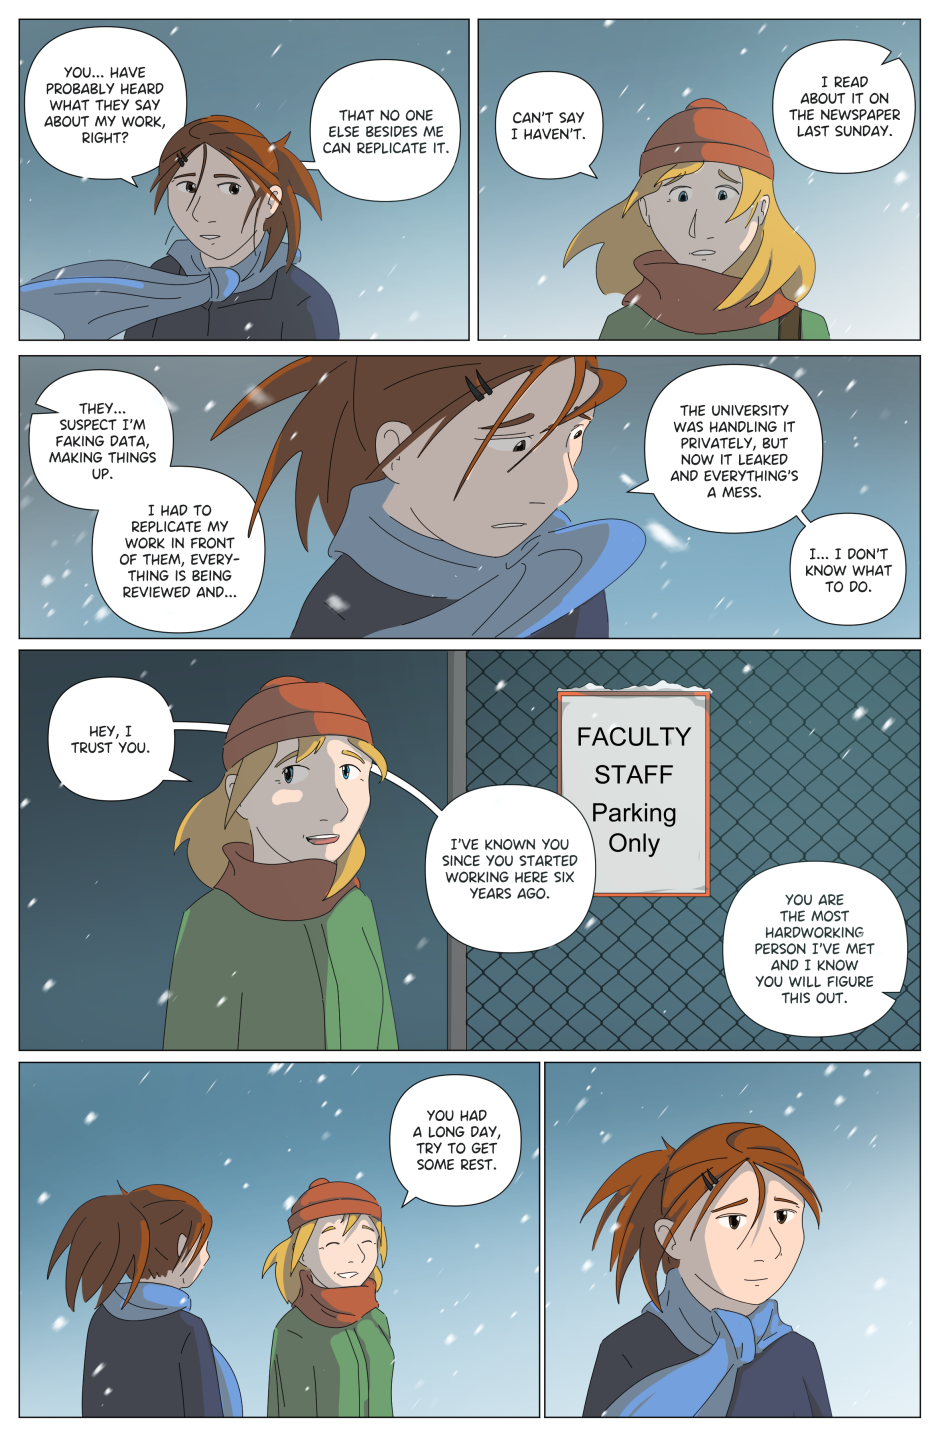 YOU... HAVE
PROBABLY HEARD
WHAT THEY SAY
ABOUT MY WORK,
RIGHT?
THAT NO ONE
ELSE BESIDES ME
CAN REPLICATE IT.
CAN'T SAY
I HAVEN'T.
I READ
ABOUT IT ON
THE NEWSPAPER
LAST SUNDAY.
THEY...
SUSPECT I'M
FAKING DATA,
MAKING THINGS
UP.
I HAD TO
REPLICATE MY
WORK IN FRONT
OF THEM, EVERY-
THING IS BEING
REVIEWED AND...
THE UNIVERSITY
WAS HANDLING IT
PRIVATELY, BUT
NOW IT LEAKED
AND EVERYTHING'S
A MESS.
I... I DON'T
KNOW WHAT
TO DO.
HEY, I
TRUST YOU.
I'VE KNOWN YOU
SINCE YOU STARTED
WORKING HERE SIX
YEARS AGO.
FACULTY
STAFF
Parking
Only
YOU ARE
THE MOST
HARDWORKING
PERSON I'VE MET
AND I KNOW
YOU WILL FIGURE
THIS OUT.
YOU HAD
A LONG DAY,
TRY TO GET
SOME REST.